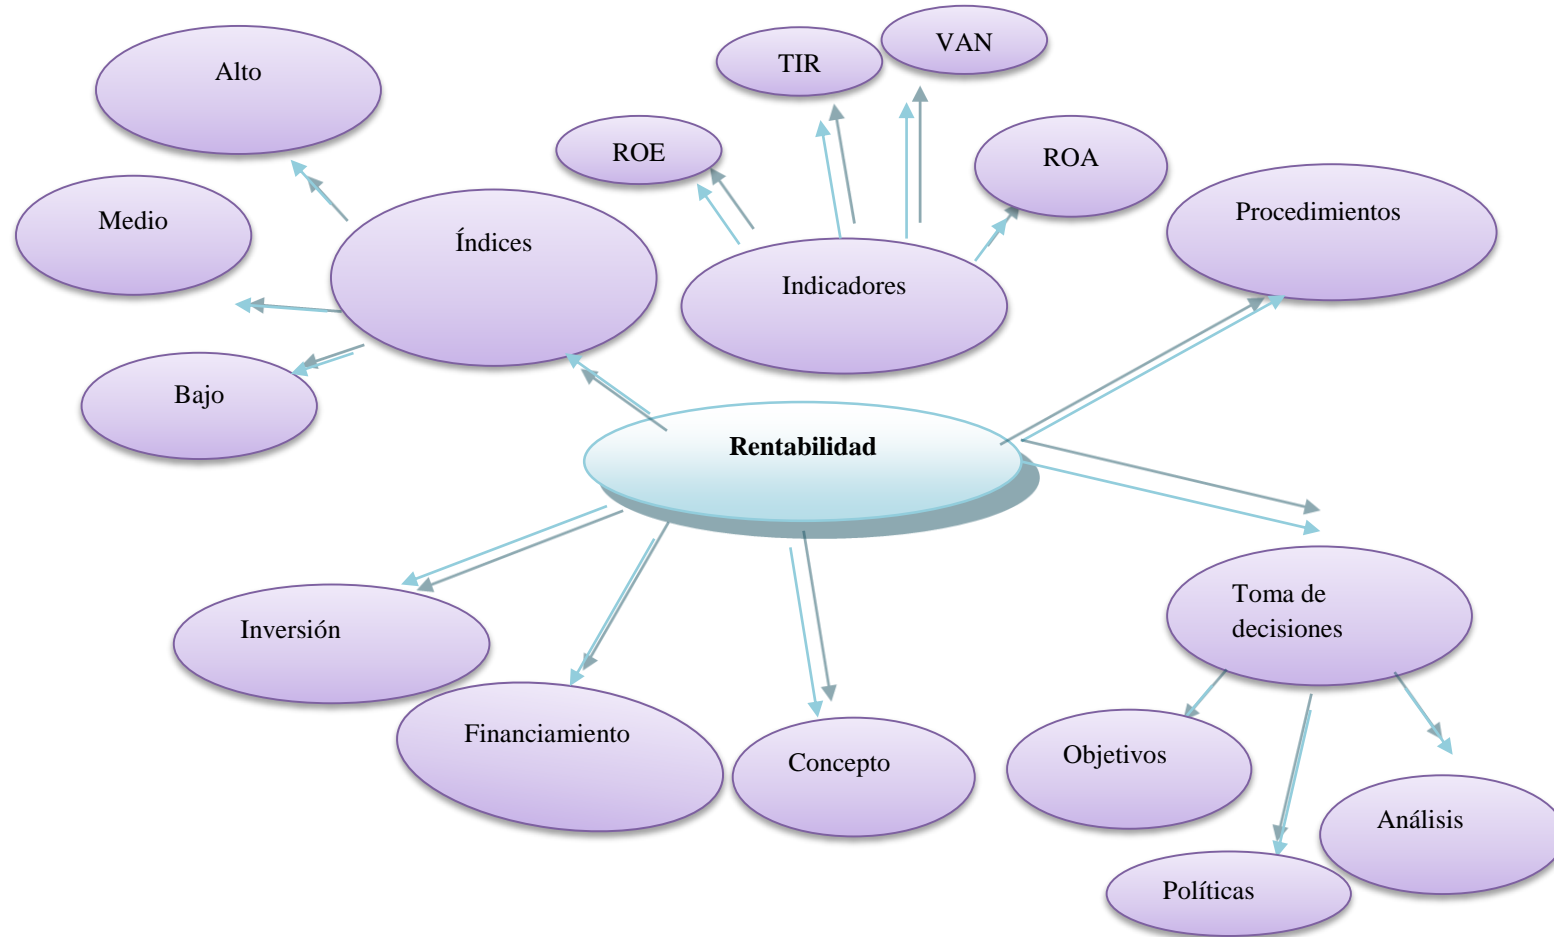 VAN
TIR
Alto
ROE
ROA
Procedimientos
Medio
Índices
Indicadores
Bajo
Rentabilidad
Toma de
decisiones
Inversión
Financiamiento
Concepto
Objetivos
Análisis
Políticas